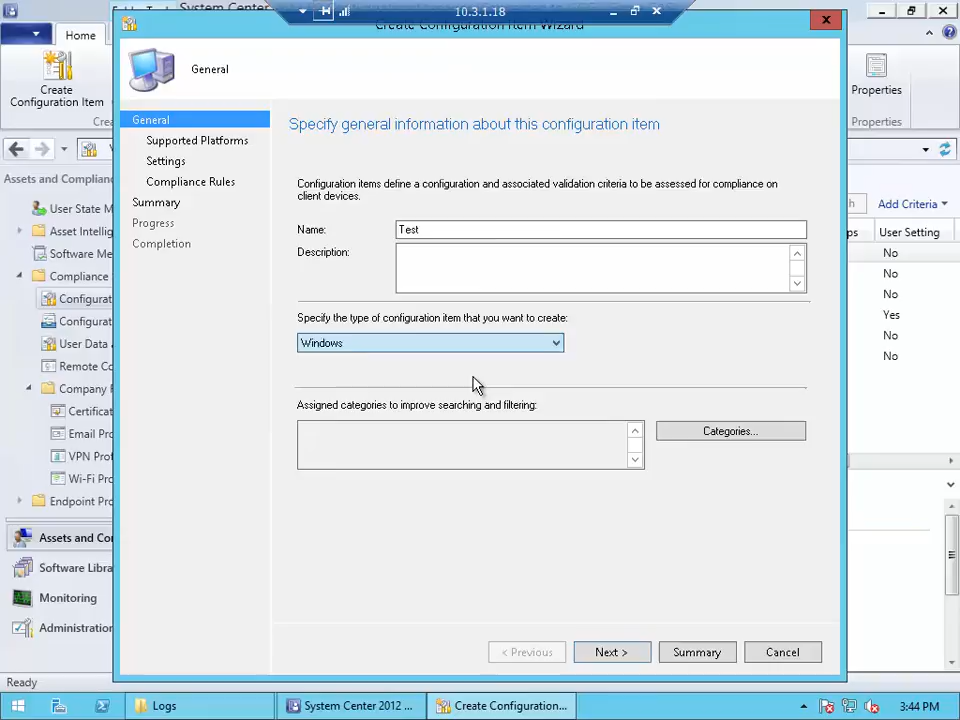 System Center
10.3.1.18
Create Configuration Item Wizard
Home
Create
Configuration Item
Properties
Properties
General
General
Supported Platforms
Settings
Compliance Rules
Summary
Progress
Completion
Specify general information about this configuration item
Configuration items define a configuration and associated validation criteria to be assessed for compliance on
client devices.
Name:
Test
Description:
Specify the type of configuration item that you want to create:
Windows
Assigned categories to improve searching and filtering:
Categories...
< Previous
Next >
Summary
Cancel
Assets and Complianc
User State M
Asset Intellig
Software Me
Compliance
Configurat
Configurat
User Data a
Remote Co
Company F
Certificat
Email Pro
VPN Prof
Wi-Fi Pro
Endpoint Pro
Assets and Co
Software Libra
Monitoring
Administration
Add Criteria
User Setting
No
No
No
Yes
No
No
Ready
Logs
System Center 2012 ...
Create Configuration...
3:44 PM